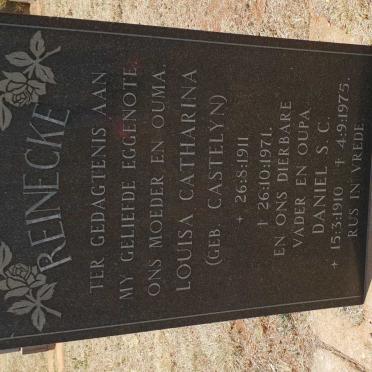 REINECKE
TER GEDAGTENIS AAN
MY GELIEFDE EGGENOTE,
ONS MOEDER EN OUMA,
LOUISA CATHARINA
(GEB. CASTELYN)
+ 26:8:1911
† 26:10:1971.
EN ONS DIERBARE
VADER EN OUPA
DANIEL S. C.
+ 15:3:1910 + 4:9:1975.
RUS IN VREDE